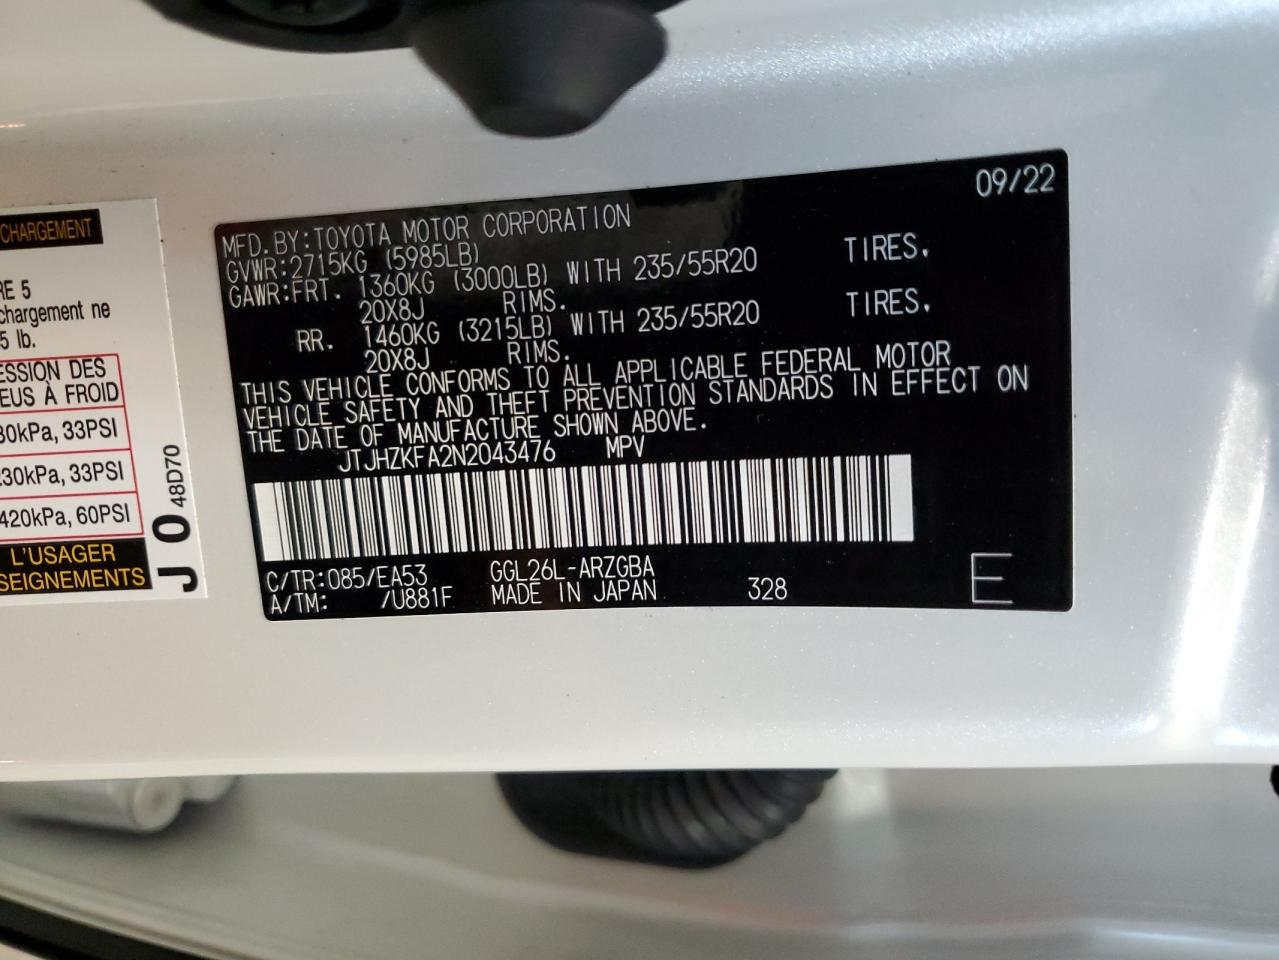 CHARGEMENT
RE 5
chargement ne
5 lb.
ESSION DES
EUS À FROID
30kPa, 33PSI
230kPa, 33PSI
420kPa, 60PSI
L'USAGER
SEIGNEMENTS
J 0 48D70
09/22
MFD. BY:TOYOTA MOTOR CORPORATION
GVWR:2715KG (5985LB)
GAWR:FRT. 1360KG (3000LB) WITH 235/55R20 TIRES.
20X8J RIMS.
RR. 1460KG (3215LB) WITH 235/55R20 TIRES.
20X8J RIMS.
THIS VEHICLE CONFORMS TO ALL APPLICABLE FEDERAL MOTOR
VEHICLE SAFETY AND THEFT PREVENTION STANDARDS IN EFFECT ON
THE DATE OF MANUFACTURE SHOWN ABOVE.
JTJHZKFA2N2043476 MPV
C/TR:085/EA53 GGL26L-ARZGBA
A/TM: /U881F MADE IN JAPAN 328 E